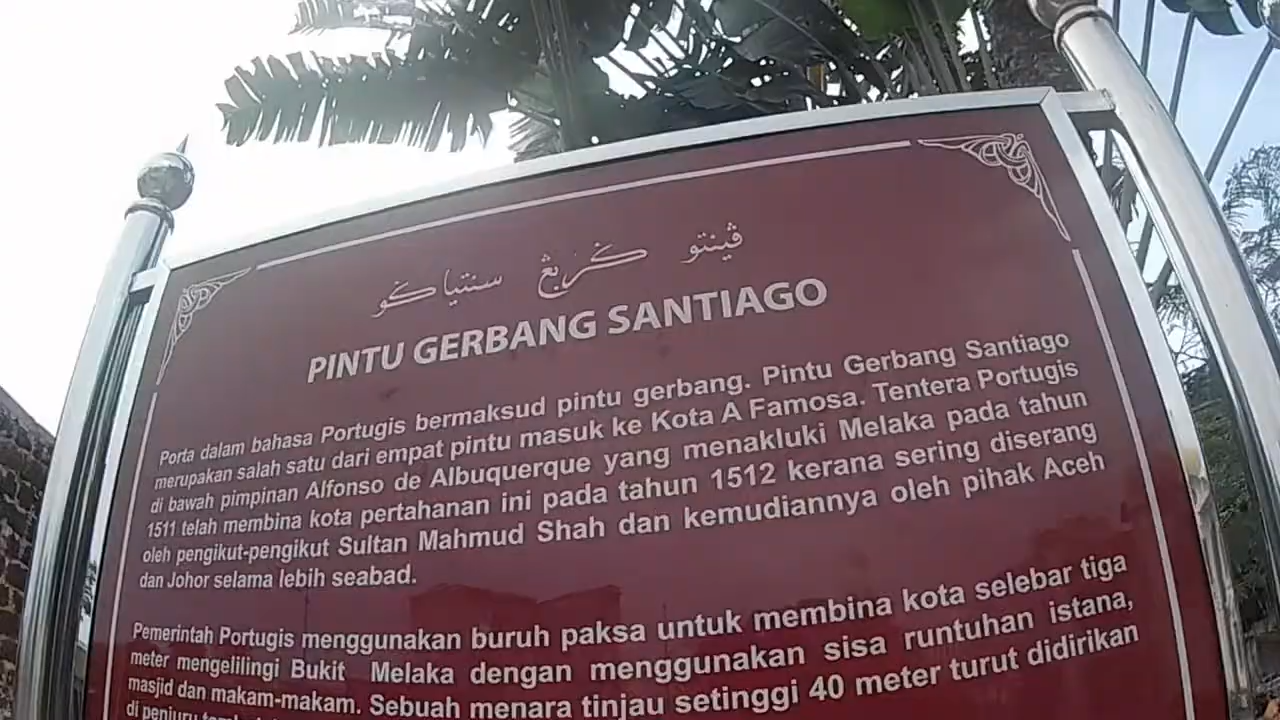 ڤينتو ݢربڠ سنتياݢو
PINTU GERBANG SANTIAGO
Porta dalam bahasa Portugis bermaksud pintu gerbang. Pintu Gerbang Santiago
merupakan salah satu dari empat pintu masuk ke Kota A Famosa. Tentera Portugis
di bawah pimpinan Alfonso de Albuquerque yang menakluki Melaka pada tahun
1511 telah membina kota pertahanan ini pada tahun 1512 kerana sering diserang
oleh pengikut-pengikut Sultan Mahmud Shah dan kemudiannya oleh pihak Aceh
dan Johor selama lebih seabad.
Pemerintah Portugis menggunakan buruh paksa untuk membina kota selebar tiga
meter mengelilingi Bukit Melaka dengan menggunakan sisa runtuhan istana,
masjid dan makam-makam. Sebuah menara tinjau setinggi 40 meter turut didirikan
di penjuru